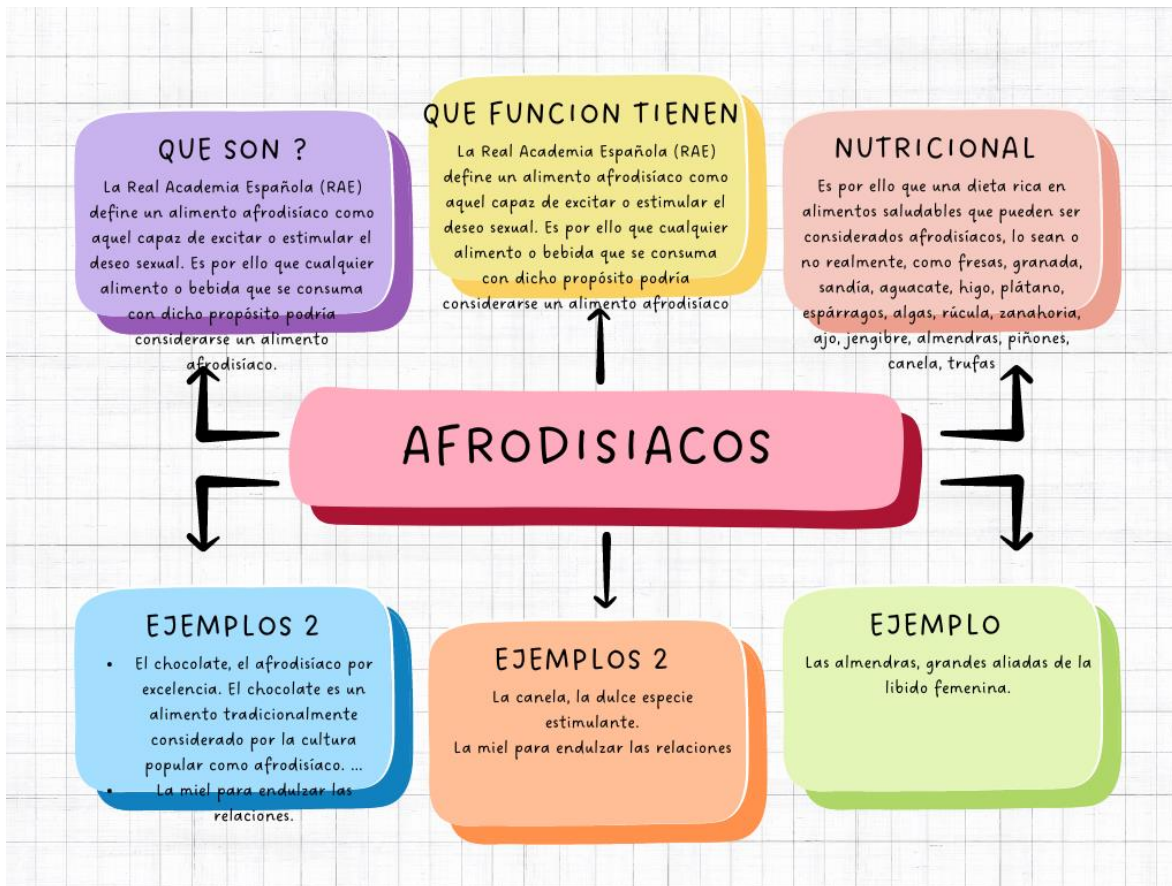 QUE SON ?
La Real Academia Española (RAE)
define un alimento afrodisíaco como
aquel capaz de excitar o estimular el
deseo sexual. Es por ello que cualquier
alimento o bebida que se consuma
con dicho propósito podría
considerarse un alimento
afrodisíaco.
QUE FUNCION TIENEN
La Real Academia Española (RAE)
define un alimento afrodisíaco como
aquel capaz de excitar o estimular el
deseo sexual. Es por ello que cualquier
alimento o bebida que se consuma
con dicho propósito podría
considerarse un alimento afrodisíaco
NUTRICIONAL
Es por ello que una dieta rica en
alimentos saludables que pueden ser
considerados afrodisíacos, lo sean o
no realmente, como fresas, granada,
sandía, aguacate, higo, plátano,
espárragos, algas, rúcula, zanahoria,
ajo, jengibre, almendras, piñones,
canela, trufas
AFRODISIACOS
EJEMPLOS 2
• El chocolate, el afrodisíaco por
excelencia. El chocolate es un
alimento tradicionalmente
considerado por la cultura
popular como afrodisíaco. ...
• La miel para endulzar las
relaciones.
EJEMPLOS 2
La canela, la dulce especie
estimulante.
La miel para endulzar las relaciones
EJEMPLO
Las almendras, grandes aliadas de la
libido femenina.